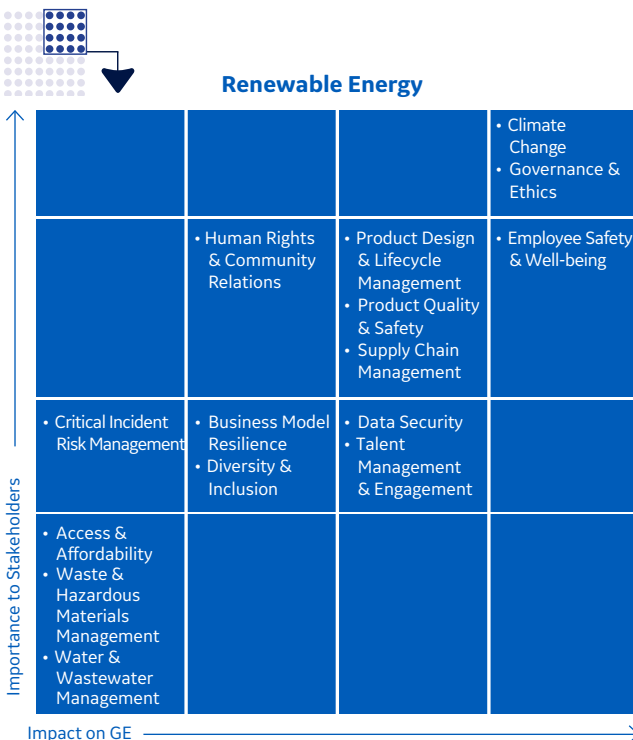 Renewable Energy
• Climate
Change
• Governance &
Ethics
• Human Rights
& Community
Relations
• Product Design
& Lifecycle
Management
• Product Quality
& Safety
• Supply Chain
Management
• Employee Safety
& Well-being
• Critical Incident
Risk Management
• Business Model
Resilience
• Diversity &
Inclusion
• Data Security
• Talent
Management
& Engagement
• Access &
Affordability
• Waste &
Hazardous
Materials
Management
• Water &
Wastewater
Management
Importance to Stakeholders
Impact on GE